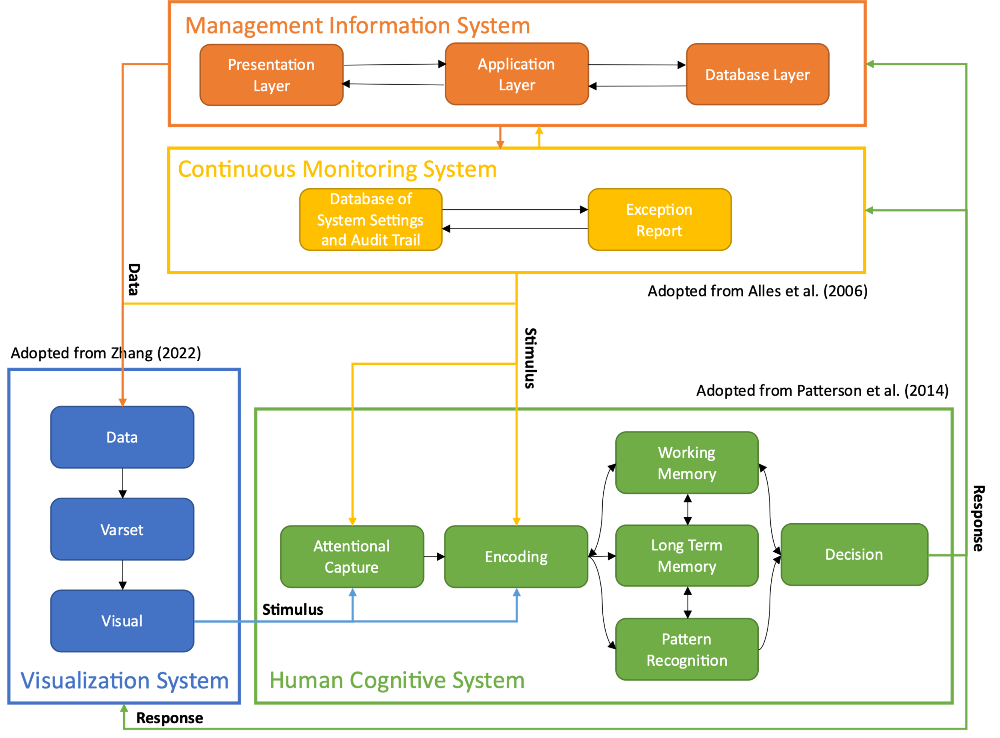 Management Information System
Presentation
Layer
Application
Layer
Database Layer
Continuous Monitoring System
Database of
System Settings
and Audit Trail
Exception
Report
Data
Adopted from Alles et al. (2006)
Stimulus
Adopted from Zhang (2022)
Adopted from Patterson et al. (2014)
Data
Varset
Visual
Visualization System
Stimulus
Attentional
Capture
Encoding
Working
Memory
Long Term
Memory
Pattern
Recognition
Decision
Human Cognitive System
Response
Response